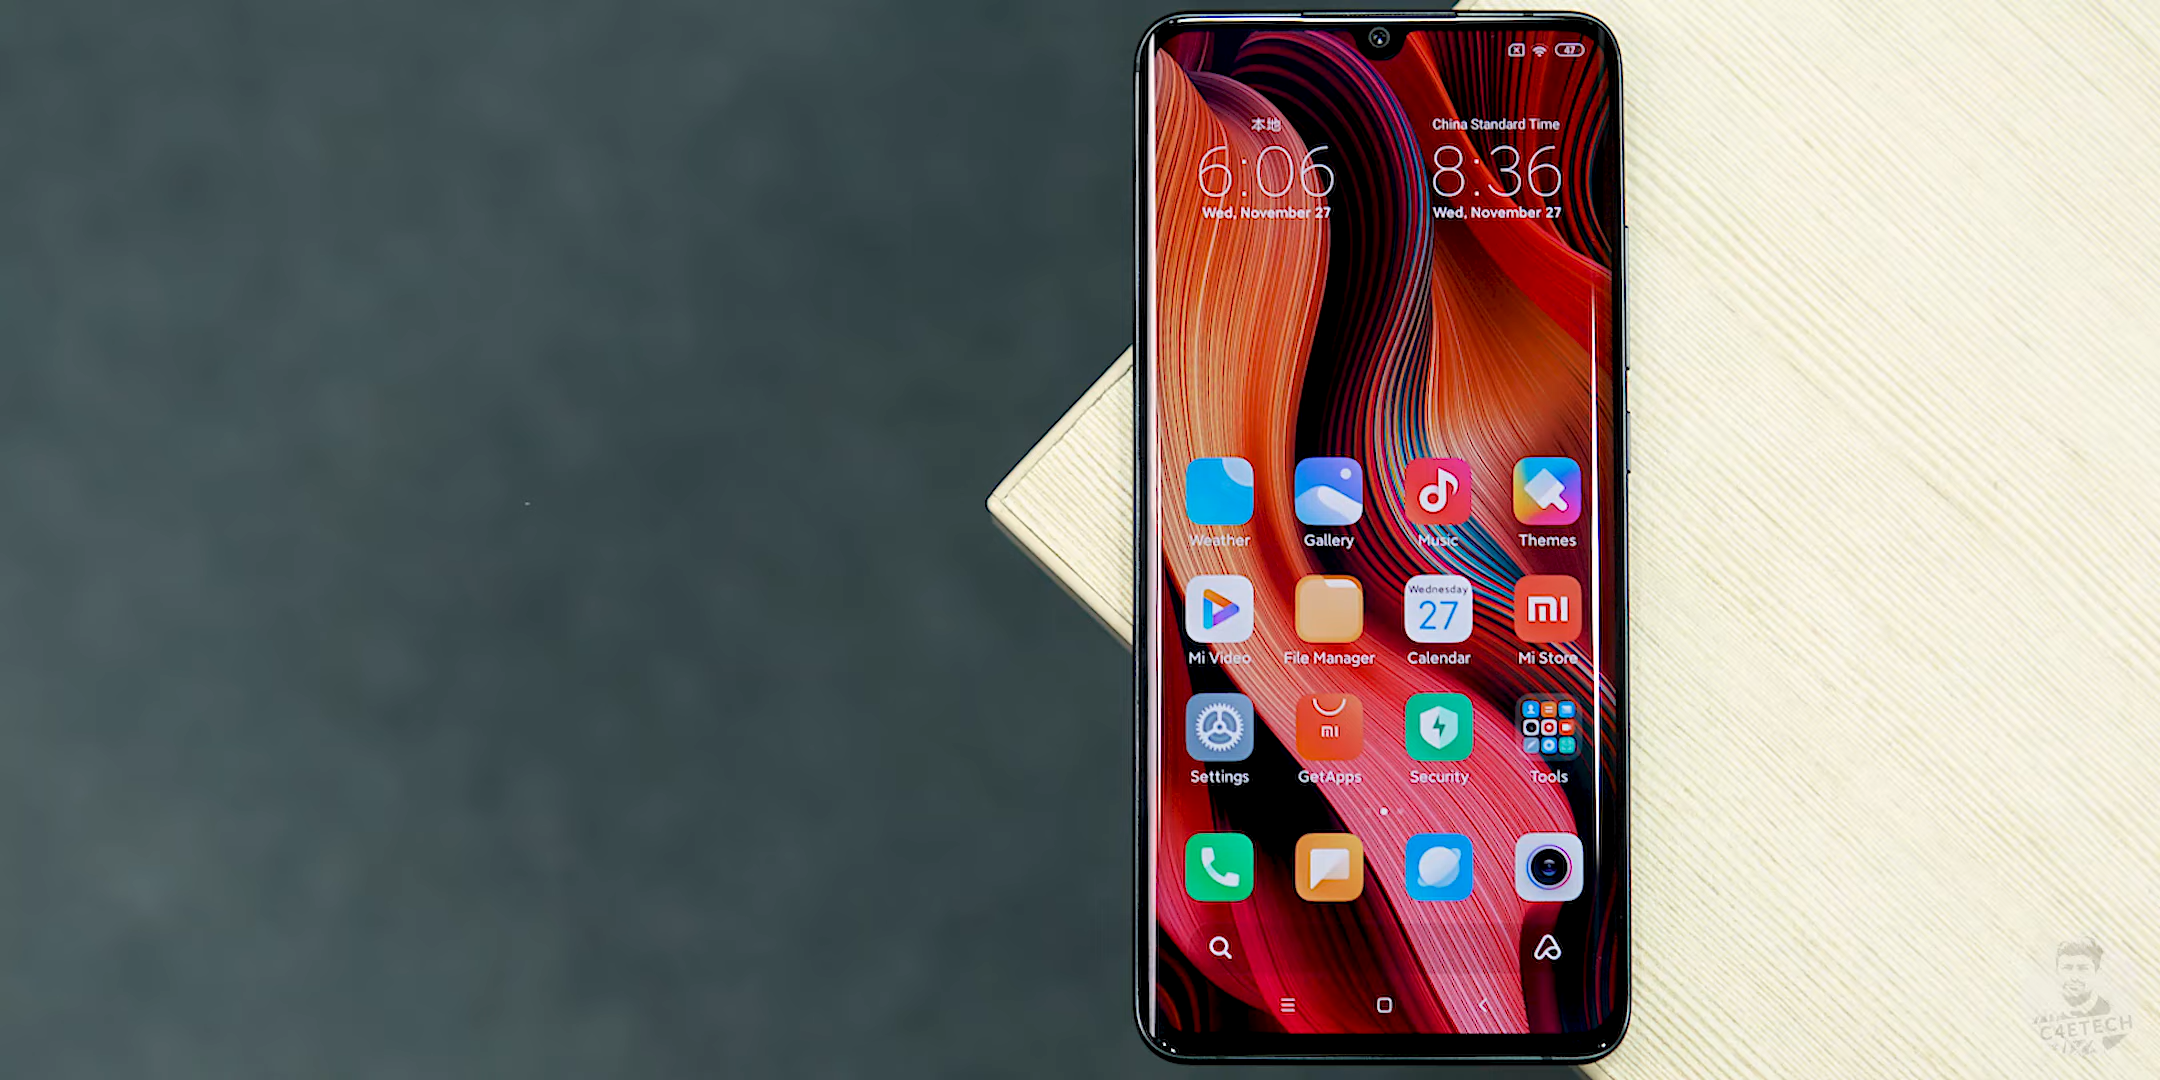 47
本地
China Standard Time
6:06
8:36
Wed, November 27
Wed, November 27
Weather
Gallery
Music
Themes
Wednesday
27
mi
Mi Video
File Manager
Calendar
Mi Store
mi
Settings
GetApps
Security
Tools
C4ETECH